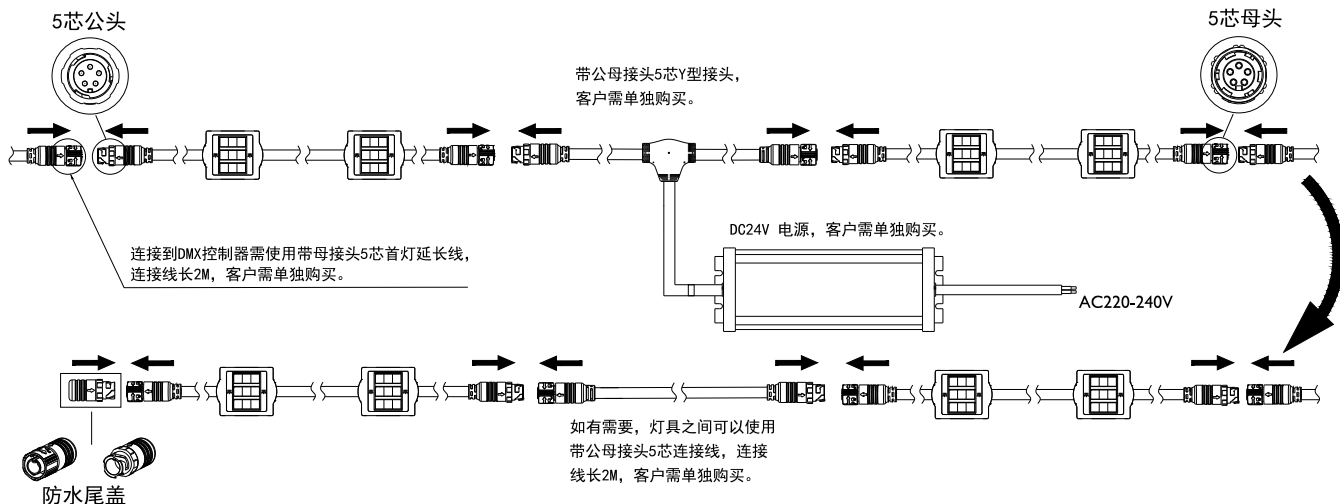 5芯公头
5芯母头
带公母接头5芯Y型接头,
客户需单独购买。
连接到DMX控制器需使用带母接头5芯首灯延长线,
连接线长2M, 客户需单独购买。
DC24V 电源, 客户需单独购买。
AC220-240V
如有需要, 灯具之间可以使用
带公母接头5芯连接线, 连接
线长2M, 客户需单独购买。
防水尾盖